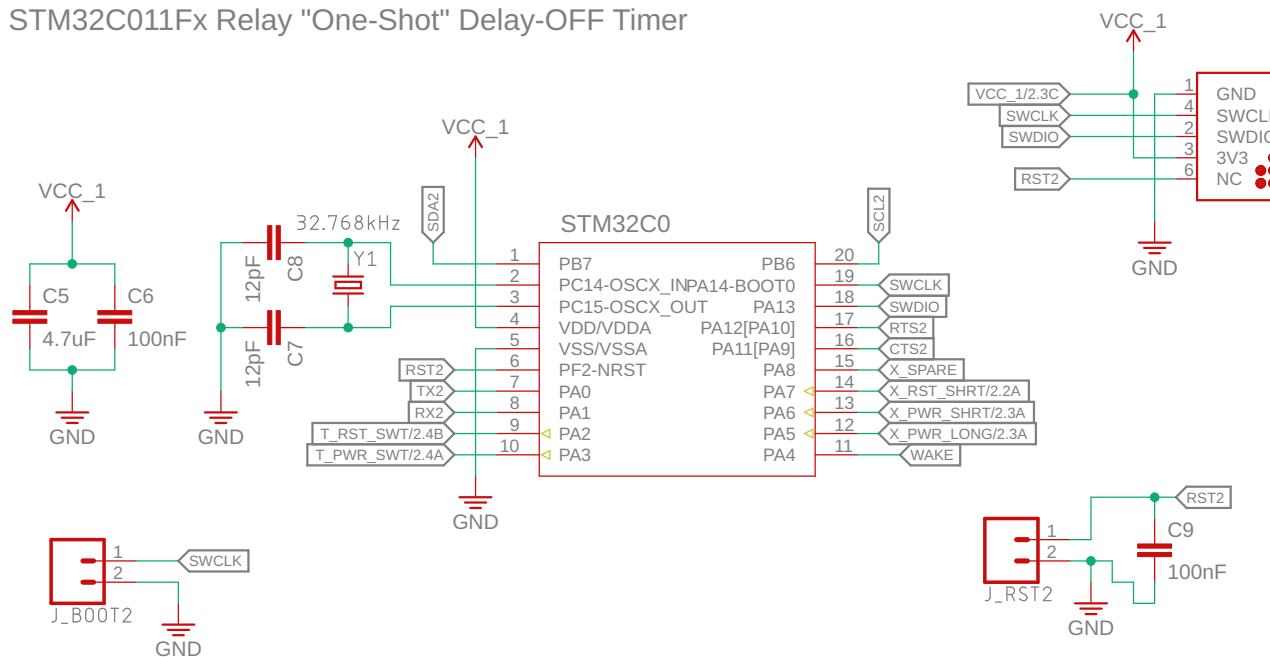 STM32C011Fx Relay "One-Shot" Delay-OFF Timer
VCC_1
VCC_1/2.3C
SWCLK
SWDIO
RST2
1 GND
4 SWCL
2 SWDIO
3 3V3
6 NC
GND
VCC_1
C5
4.7uF
C6
100nF
GND
VCC_1
32.768kHz
12pF
C8
Y1
12pF
C7
GND
SDA2
SCL2
STM32C0
1 PB7
2 PC14-OSCX_IN
3 PC15-OSCX_OUT
4 VDD/VDDA
5 VSS/VSSA
RST2 6 PF2-NRST
TX2 7 PA0
RX2 8 PA1
T_RST_SWT/2.4B 9 PA2
T_PWR_SWT/2.4A 10 PA3
PB6 20
PA14-BOOT0 19 SWCLK
PA13 18 SWDIO
PA12[PA10] 17 RTS2
PA11[PA9] 16 CTS2
PA8 15 X_SPARE
PA7 14 X_RST_SHRT/2.2A
PA6 13 X_PWR_SHRT/2.3A
PA5 12 X_PWR_LONG/2.3A
PA4 11 WAKE
GND
1 SWCLK
2
J_BOOT2
GND
1
2
J_RST2
RST2
C9
100nF
GND